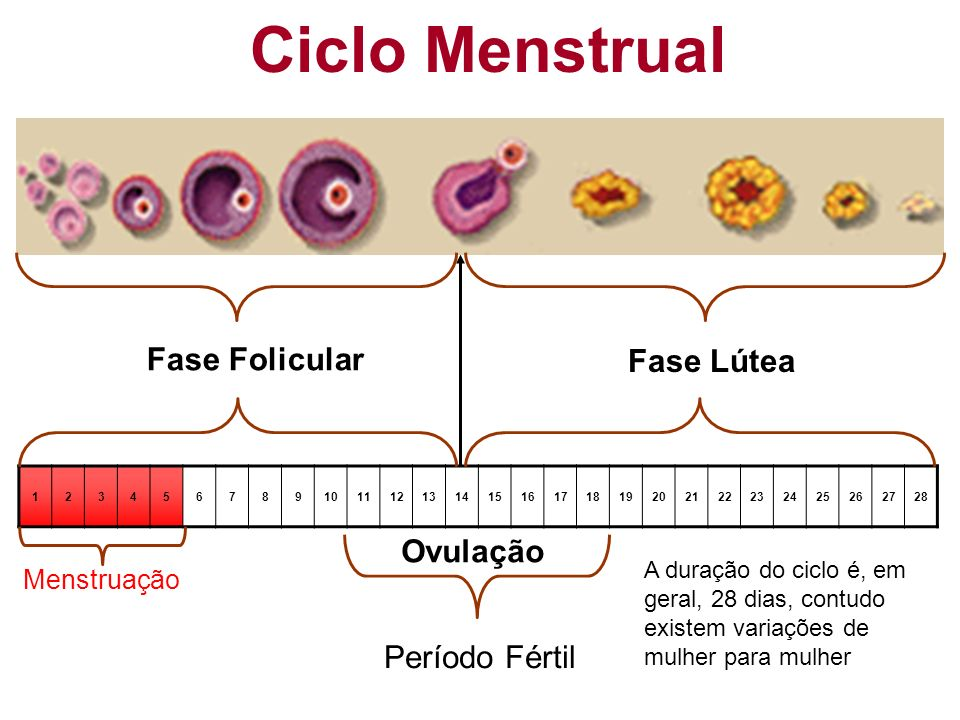 Ciclo Menstrual
Fase Folicular
Fase Lútea
1 2 3 4 5 6 7 8 9 10 11 12 13 14 15 16 17 18 19 20 21 22 23 24 25 26 27 28
Ovulação
Menstruação
Período Fértil
A duração do ciclo é, em
geral, 28 dias, contudo
existem variações de
mulher para mulher